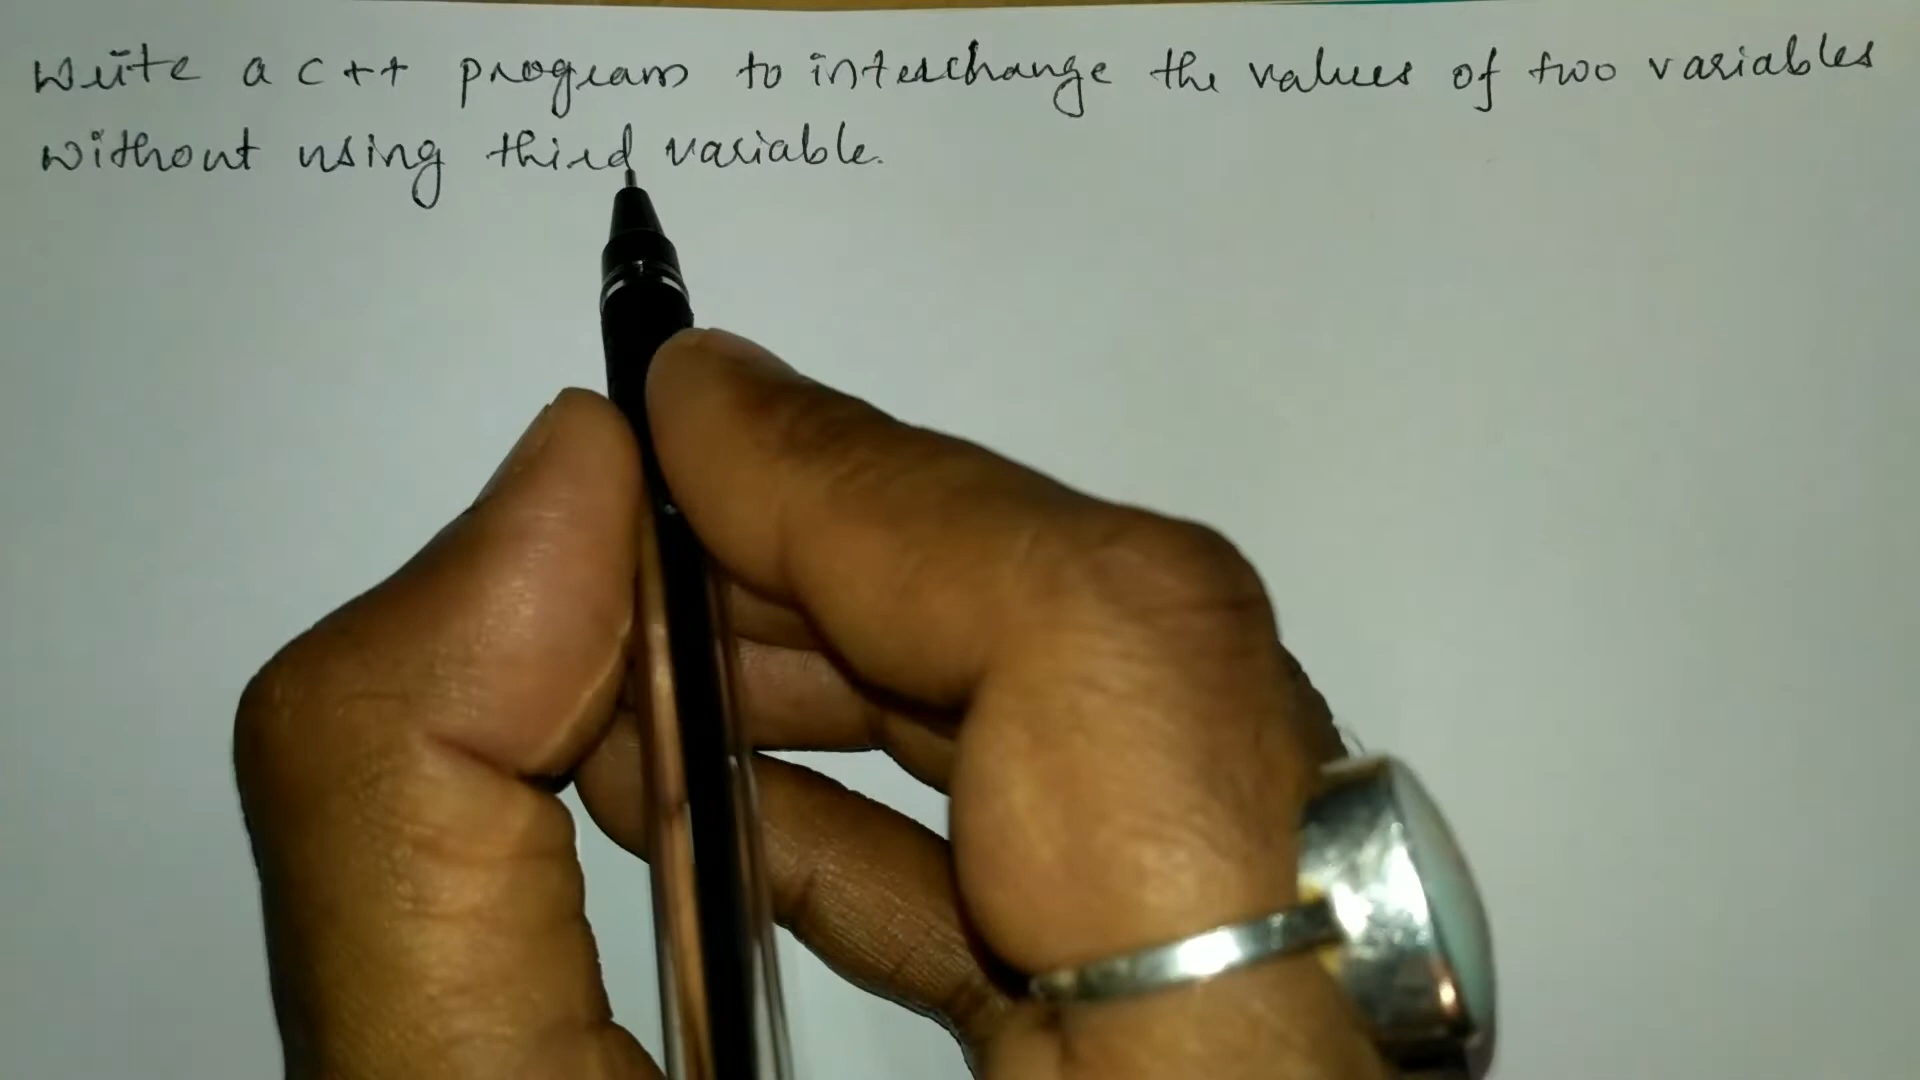 Write a c++ program to interchange the values of two variables
without using third variable.